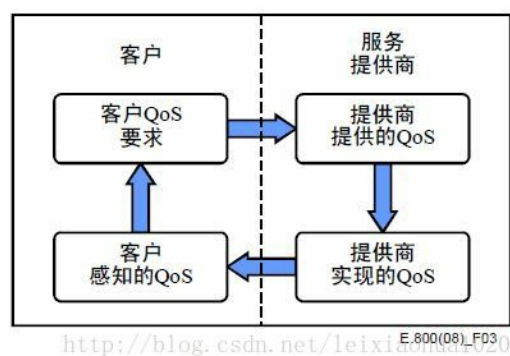 客户
服务
提供商
客户QoS
要求
提供商
提供的QoS
客户
感知的QoS
提供商
实现的QoS
E.800(08)_F03
http://blog.csdn.net/leixiaohua1020